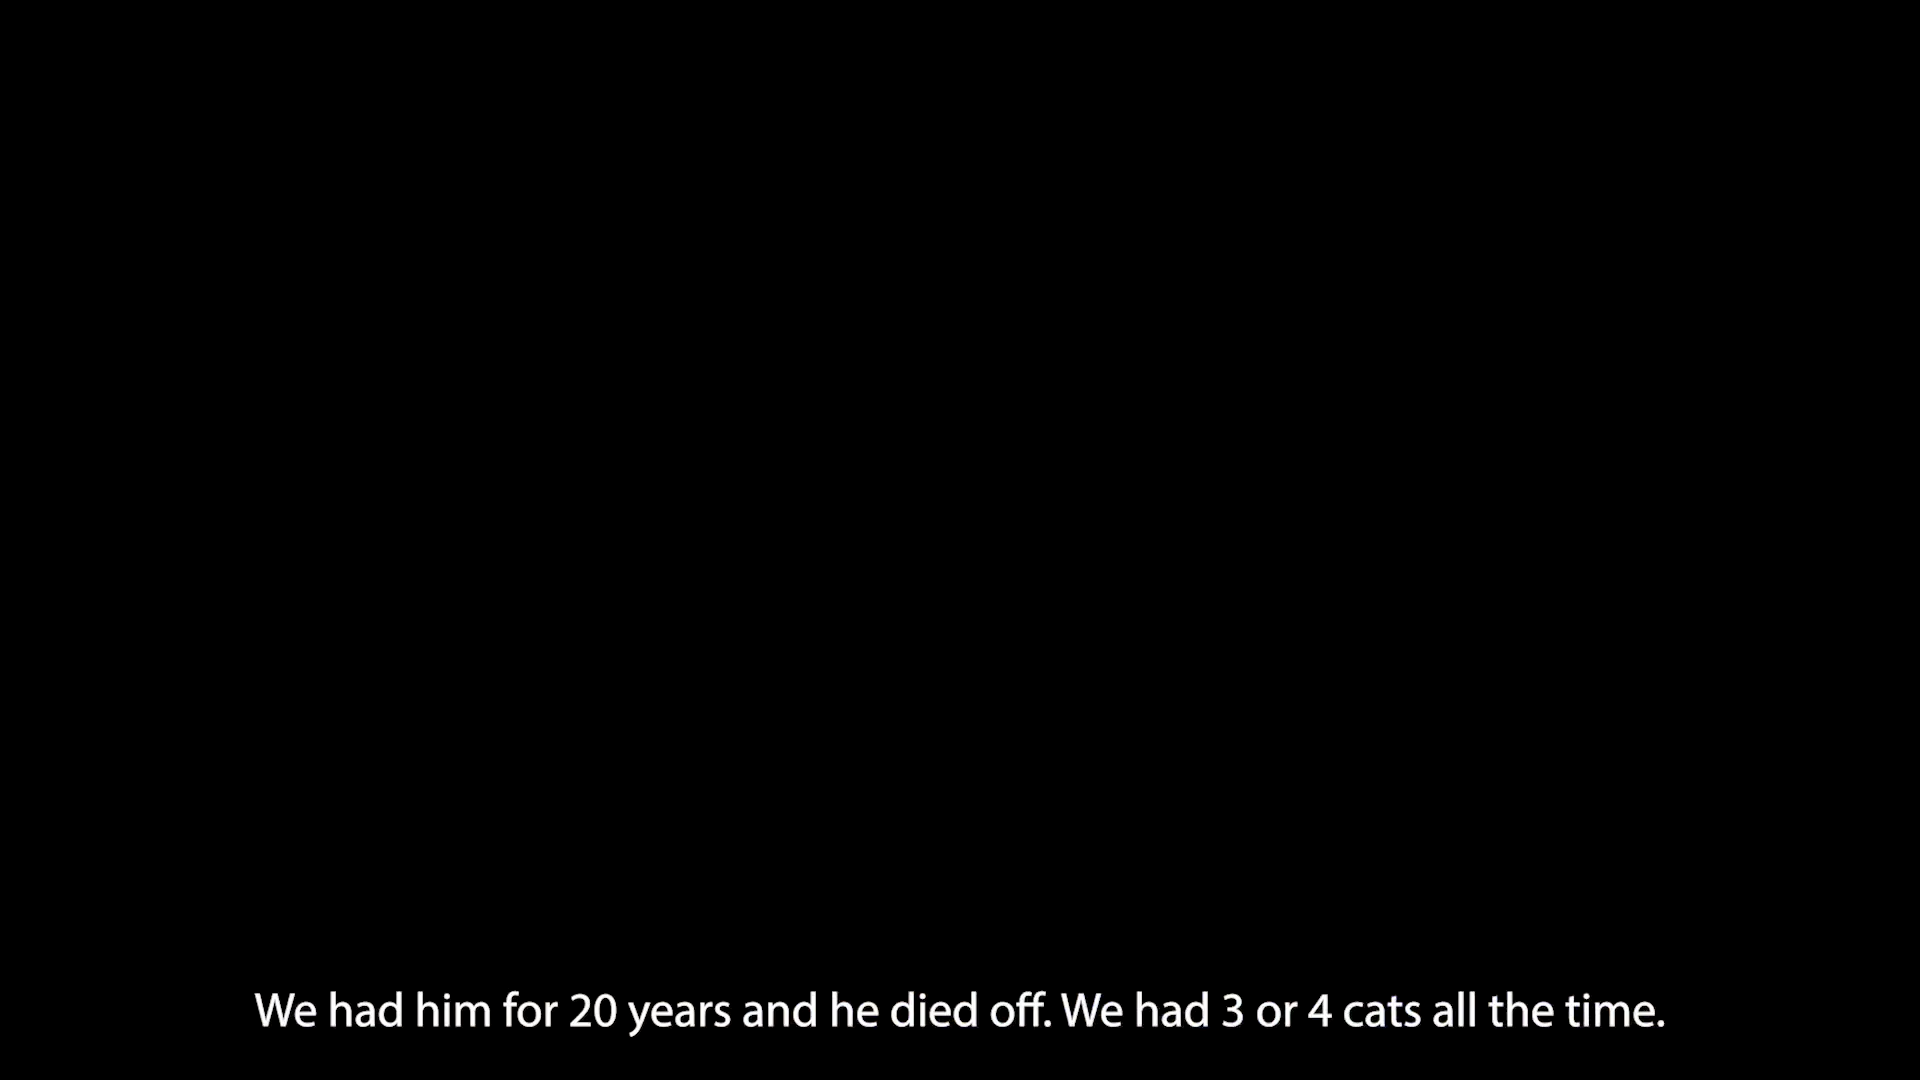 We had him for 20 years and he died off. We had 3 or 4 cats all the time.